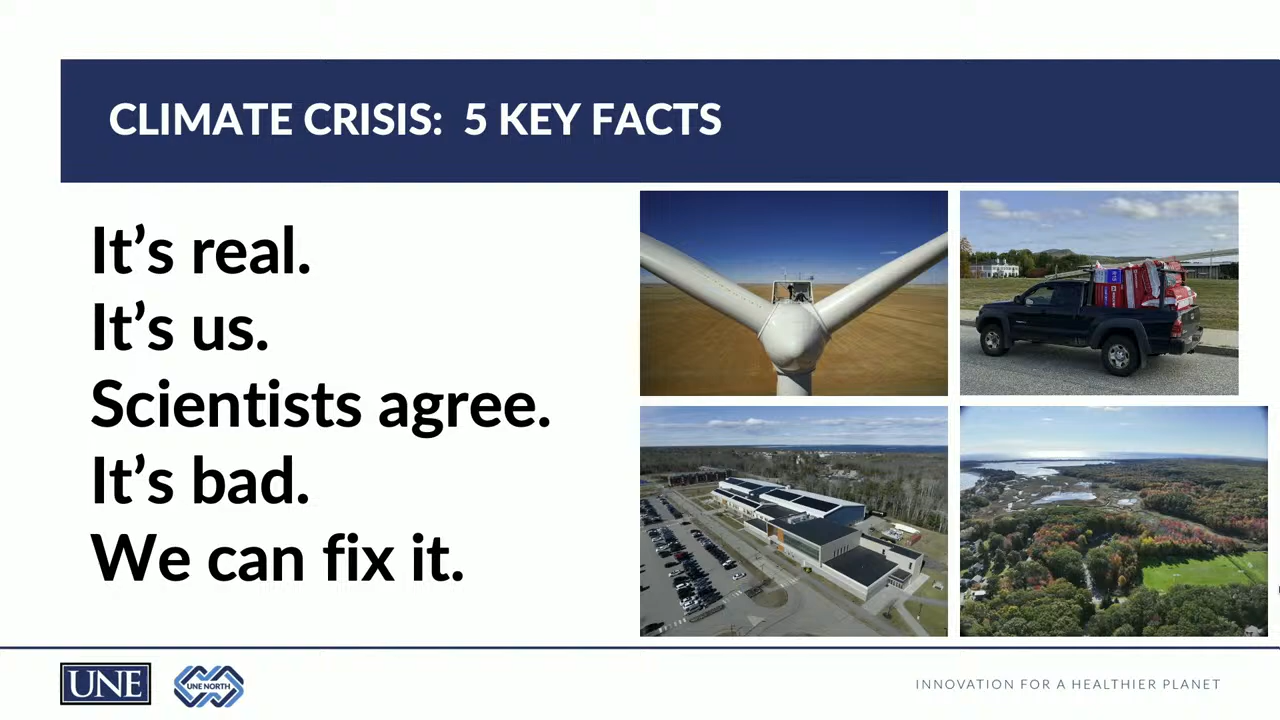 CLIMATE CRISIS: 5 KEY FACTS
It's real.
It's us.
Scientists agree.
It's bad.
We can fix it.
UNE
UNE NORTH
INNOVATION FOR A HEALTHIER PLANET